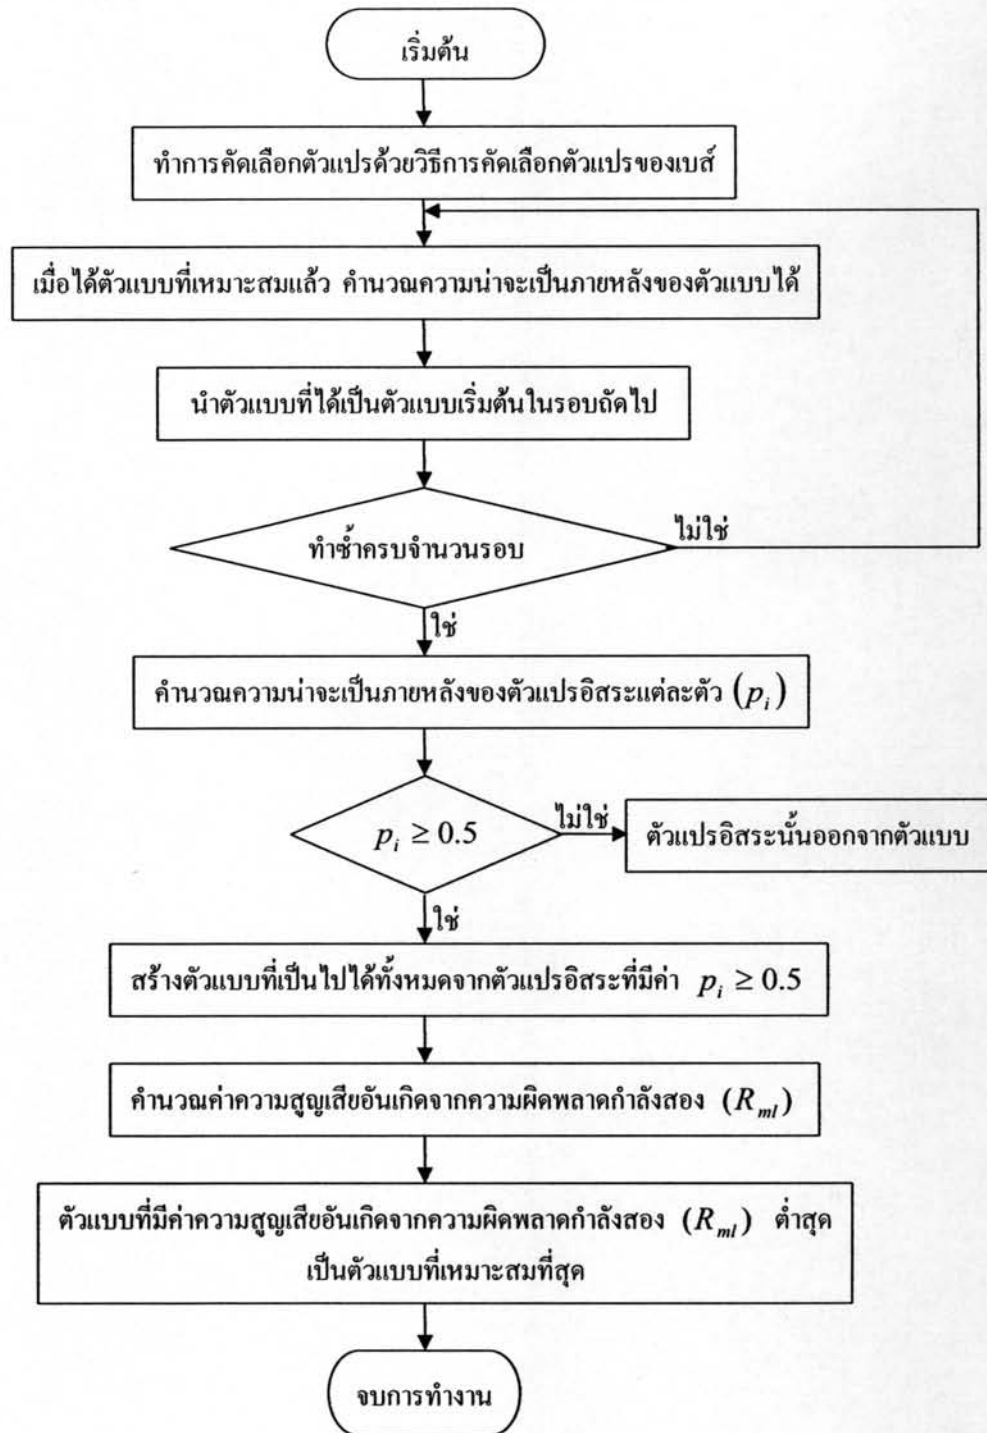 เริ่มต้น
ทำการคัดเลือกตัวแปรด้วยวิธีการคัดเลือกตัวแปรของเบส์
เมื่อได้ตัวแบบที่เหมาะสมแล้ว คำนวณความน่าจะเป็นภายหลังของตัวแบบได้
นำตัวแบบที่ได้เป็นตัวแบบเริ่มต้นในรอบถัดไป
ทำซ้ำครบจำนวนรอบ
ไม่ใช่
ใช่
คำนวณความน่าจะเป็นภายหลังของตัวแปรอิสระแต่ละตัว (p_i)
p_i ≥ 0.5
ไม่ใช่
ตัวแปรอิสระนั้นออกจากตัวแบบ
ใช่
สร้างตัวแบบที่เป็นไปได้ทั้งหมดจากตัวแปรอิสระที่มีค่า p_i ≥ 0.5
คำนวณค่าความสูญเสียอันเกิดจากความผิดพลาดกำลังสอง (R_ml)
ตัวแบบที่มีค่าความสูญเสียอันเกิดจากความผิดพลาดกำลังสอง (R_ml) ต่ำสุด
เป็นตัวแบบที่เหมาะสมที่สุด
จบการทำงาน